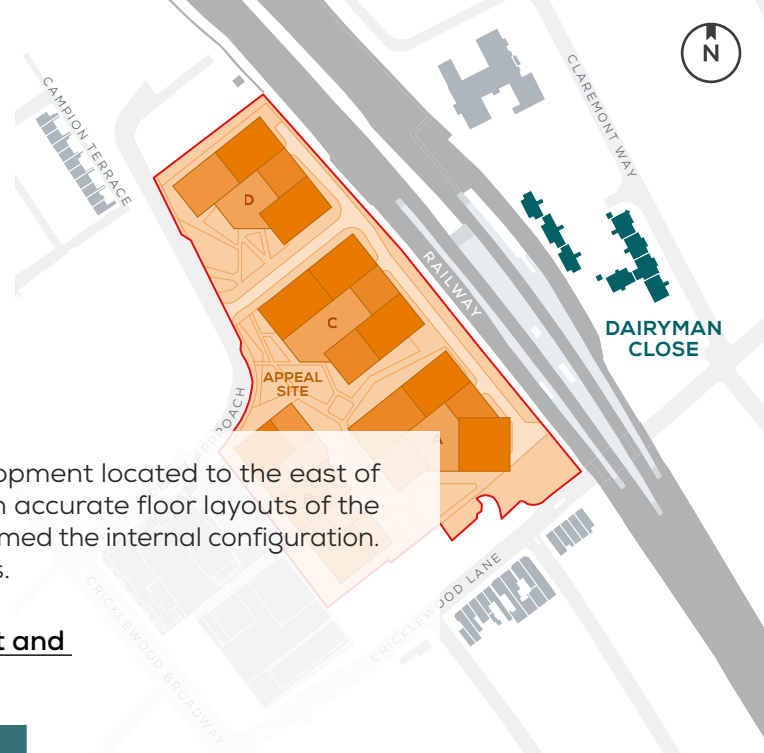 N
CAMPION TERRACE
CLAREMONT WAY
D
RAILWAY
C
DAIRYMAN
CLOSE
APPEAL
SITE
APPROACH
A
opment located to the east of
n accurate floor layouts of the
med the internal configuration.
s.
B
CRICKLEWOOD LANE
t and
CRICKLEWOOD BROADWAY